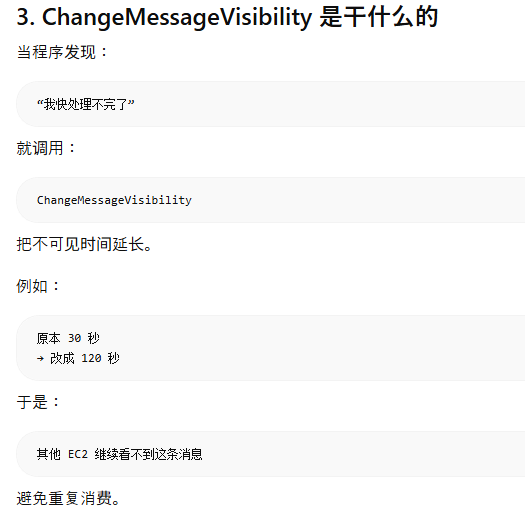 3. ChangeMessageVisibility 是干什么的
当程序发现：
“我快处理不完了”
就调用：
ChangeMessageVisibility
把不可见时间延长。
例如：
原本 30 秒
→ 改成 120 秒
于是：
其他 EC2 继续看不到这条消息
避免重复消费。